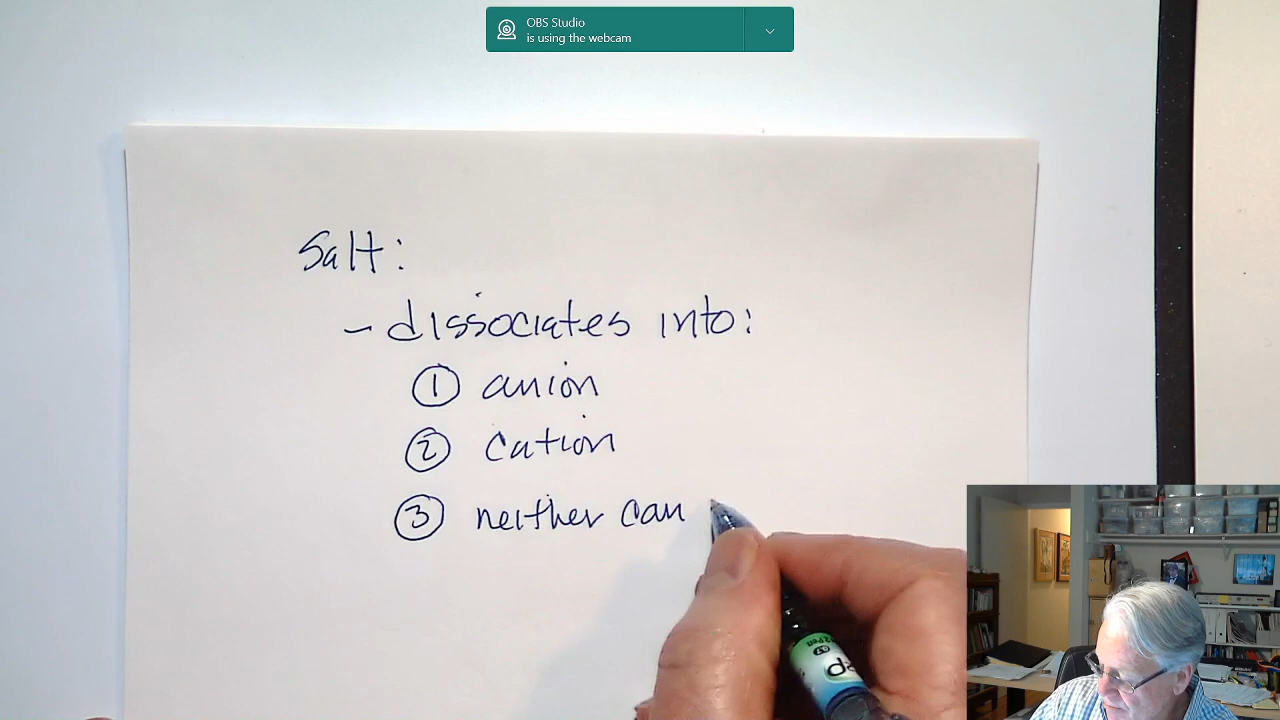 OBS Studio
is using the webcam
Salt:
- dissociates into:
① anion
② cation
③ neither can